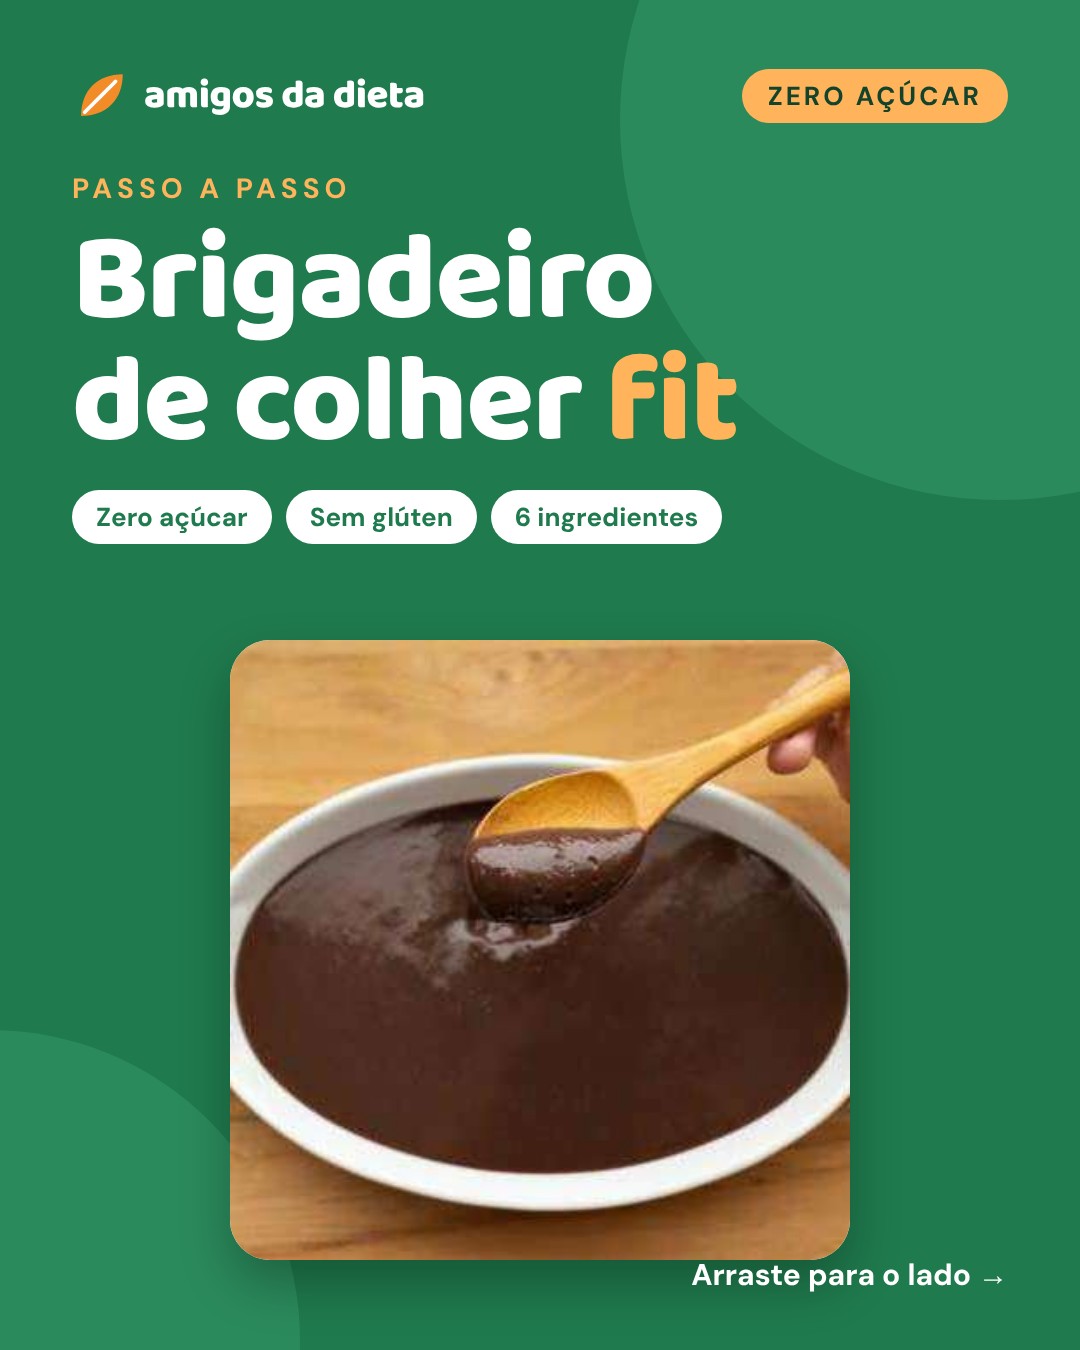 amigos da dieta
ZERO AÇÚCAR
PASSO A PASSO
Brigadeiro
de colher fit
Zero açúcar
Sem glúten
6 ingredientes
Arraste para o lado →